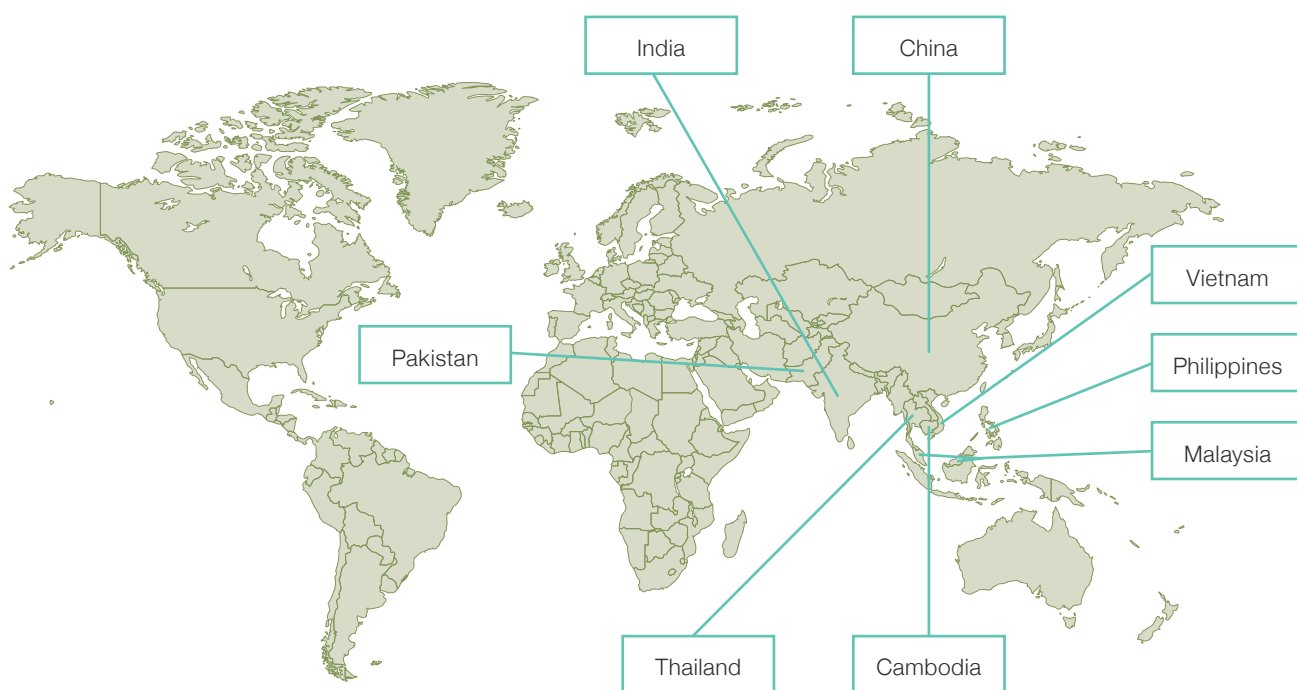 India
China
Vietnam
Pakistan
Philippines
Malaysia
Thailand
Cambodia